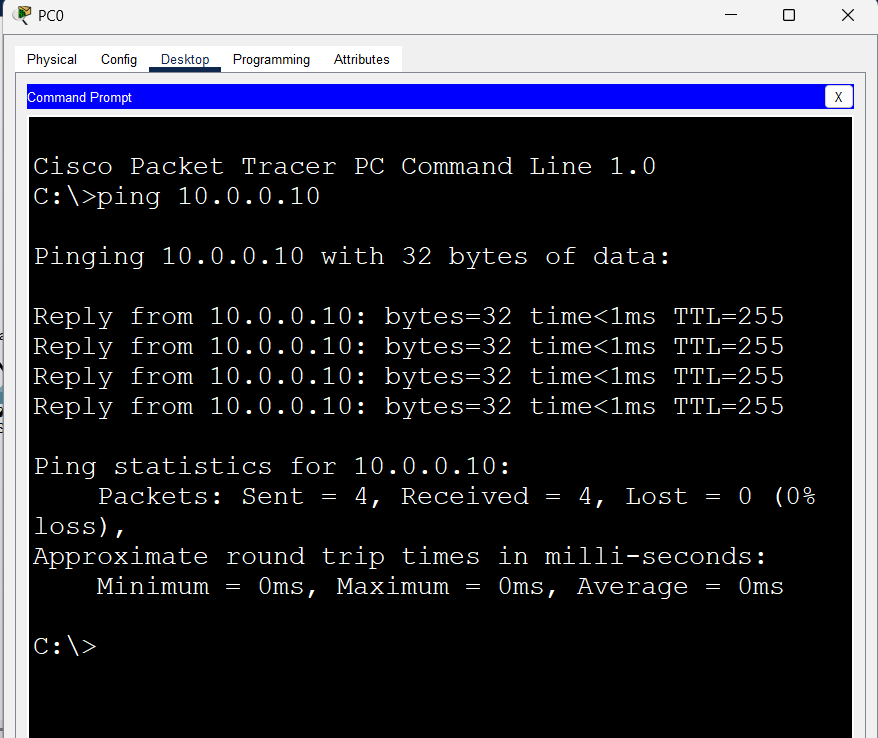 PC0
Physical Config Desktop Programming Attributes
Command Prompt X
Cisco Packet Tracer PC Command Line 1.0
C:\>ping 10.0.0.10
Pinging 10.0.0.10 with 32 bytes of data:
Reply from 10.0.0.10: bytes=32 time<1ms TTL=255
Reply from 10.0.0.10: bytes=32 time<1ms TTL=255
Reply from 10.0.0.10: bytes=32 time<1ms TTL=255
Reply from 10.0.0.10: bytes=32 time<1ms TTL=255
Ping statistics for 10.0.0.10:
Packets: Sent = 4, Received = 4, Lost = 0 (0%
loss),
Approximate round trip times in milli-seconds:
Minimum = 0ms, Maximum = 0ms, Average = 0ms
C:\>